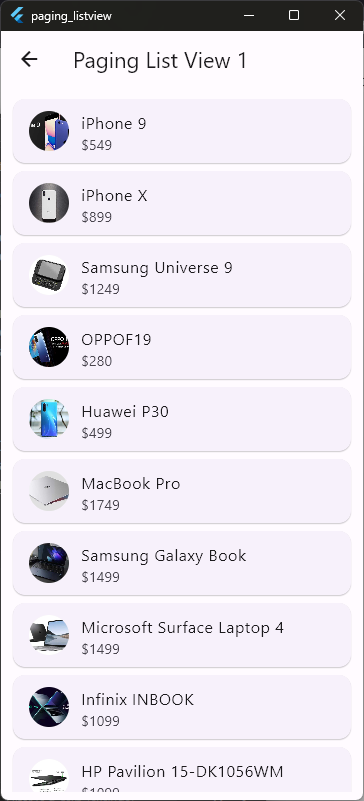 paging_listview
Paging List View 1
iPhone 9
$549
iPhone X
$899
Samsung Universe 9
$1249
OPPOF19
$280
Huawei P30
$499
MacBook Pro
$1749
Samsung Galaxy Book
$1499
Microsoft Surface Laptop 4
$1499
Infinix INBOOK
$1099
HP Pavilion 15-DK1056WM
$1099